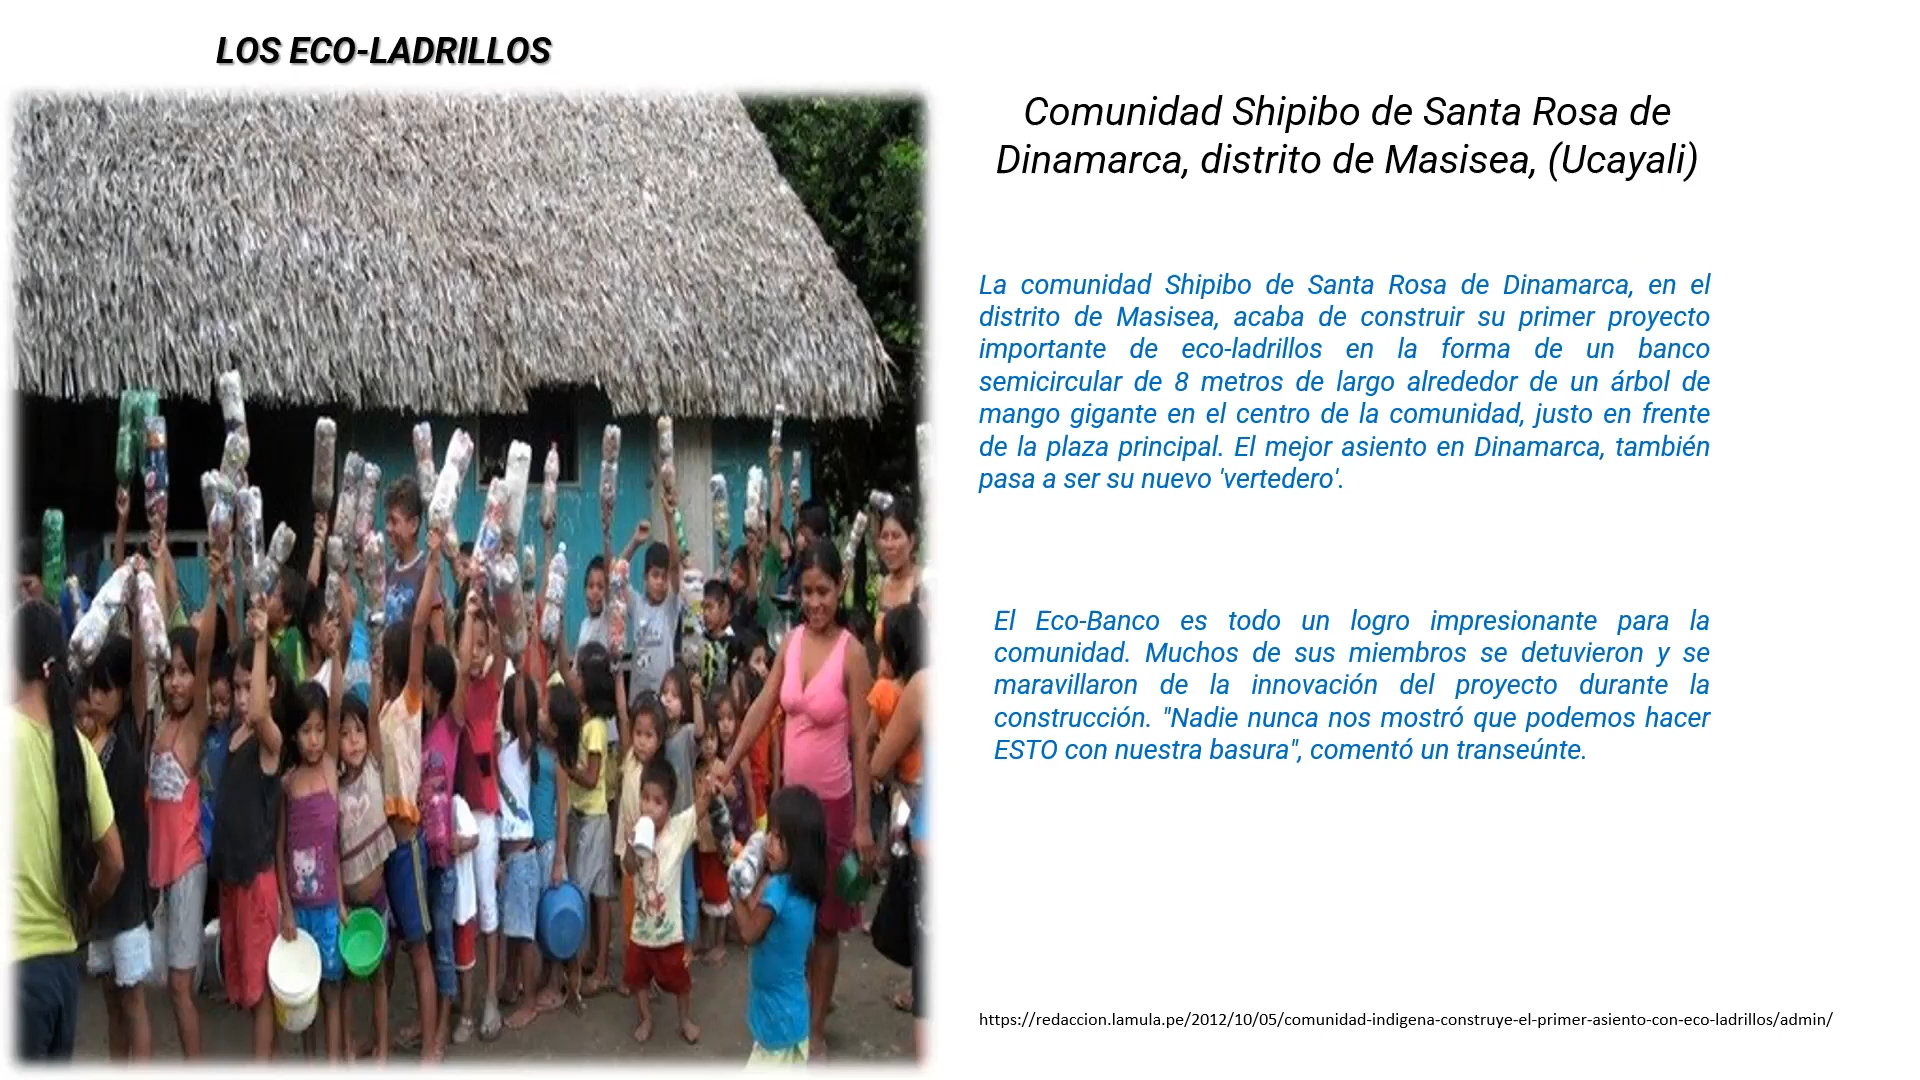 LOS ECO-LADRILLOS
Comunidad Shipibo de Santa Rosa de
Dinamarca, distrito de Masisea, (Ucayali)
La comunidad Shipibo de Santa Rosa de Dinamarca, en el
distrito de Masisea, acaba de construir su primer proyecto
importante de eco-ladrillos en la forma de un banco
semicircular de 8 metros de largo alrededor de un árbol de
mango gigante en el centro de la comunidad, justo en frente
de la plaza principal. El mejor asiento en Dinamarca, también
pasa a ser su nuevo 'vertedero'.
El Eco-Banco es todo un logro impresionante para la
comunidad. Muchos de sus miembros se detuvieron y se
maravillaron de la innovación del proyecto durante la
construcción. "Nadie nunca nos mostró que podemos hacer
ESTO con nuestra basura", comentó un transeúnte.
https://redaccion.lamula.pe/2012/10/05/comunidad-indigena-construye-el-primer-asiento-con-eco-ladrillos/admin/